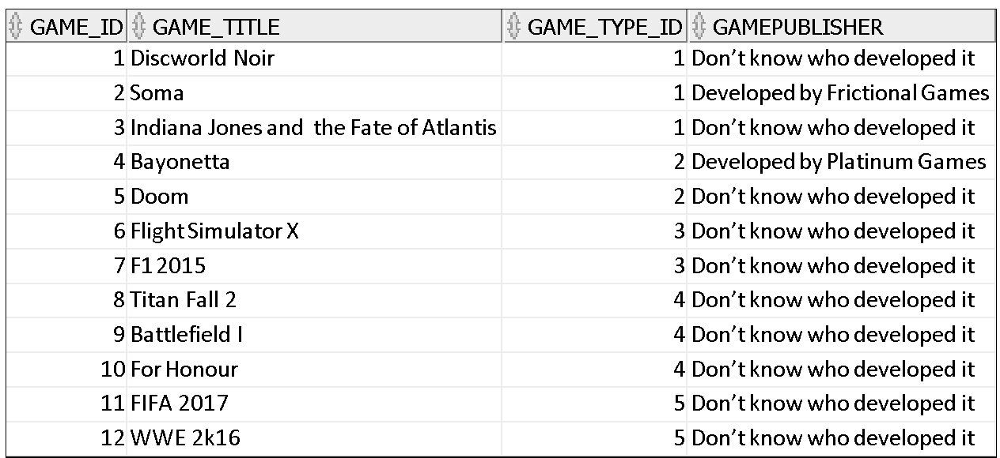 GAME_ID GAME_TITLE GAME_TYPE_ID GAMEPUBLISHER
1 Discworld Noir 1 Don’t know who developed it
2 Soma 1 Developed by Frictional Games
3 Indiana Jones and the Fate of Atlantis 1 Don’t know who developed it
4 Bayonetta 2 Developed by Platinum Games
5 Doom 2 Don’t know who developed it
6 Flight Simulator X 3 Don’t know who developed it
7 F1 2015 3 Don’t know who developed it
8 Titan Fall 2 4 Don’t know who developed it
9 Battlefield I 4 Don’t know who developed it
10 For Honour 4 Don’t know who developed it
11 FIFA 2017 5 Don’t know who developed it
12 WWE 2k16 5 Don’t know who developed it